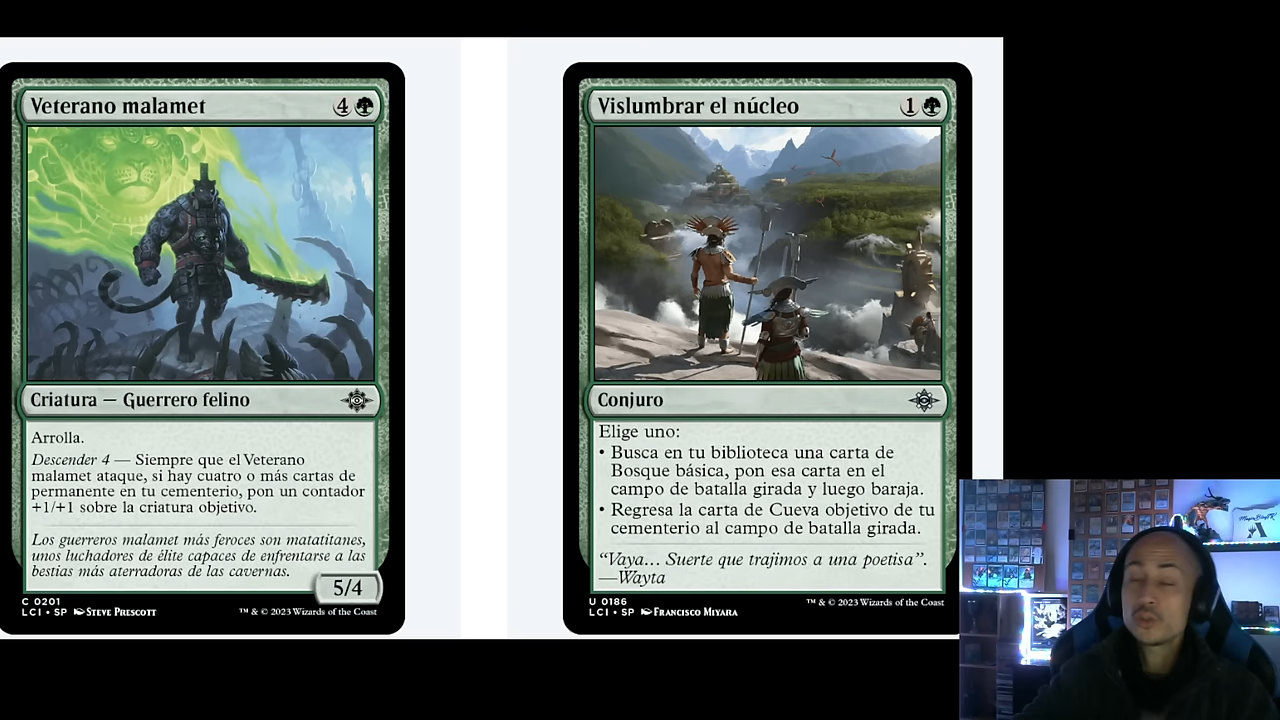 Veterano malamet
4
Criatura — Guerrero felino
Arrolla.
Descender 4 — Siempre que el Veterano
malamet ataque, si hay cuatro o más cartas de
permanente en tu cementerio, pon un contador
+1/+1 sobre la criatura objetivo.
Los guerreros malamet más feroces son matatitanes,
unos luchadores de élite capaces de enfrentarse a las
bestias más aterradoras de las cavernas.
5/4
C 0201
LCI • SP STEVE PRESCOTT
™ & © 2023 Wizards of the Coast
Vislumbrar el núcleo
1
Conjuro
Elige uno:
• Busca en tu biblioteca una carta de
Bosque básica, pon esa carta en el
campo de batalla girada y luego baraja.
• Regresa la carta de Cueva objetivo de tu
cementerio al campo de batalla girada.
“Vaya... Suerte que trajimos a una poetisa”.
—Wayta
U 0186
LCI • SP FRANCISCO MIYARA
™ & © 2023 Wizards of the Coast